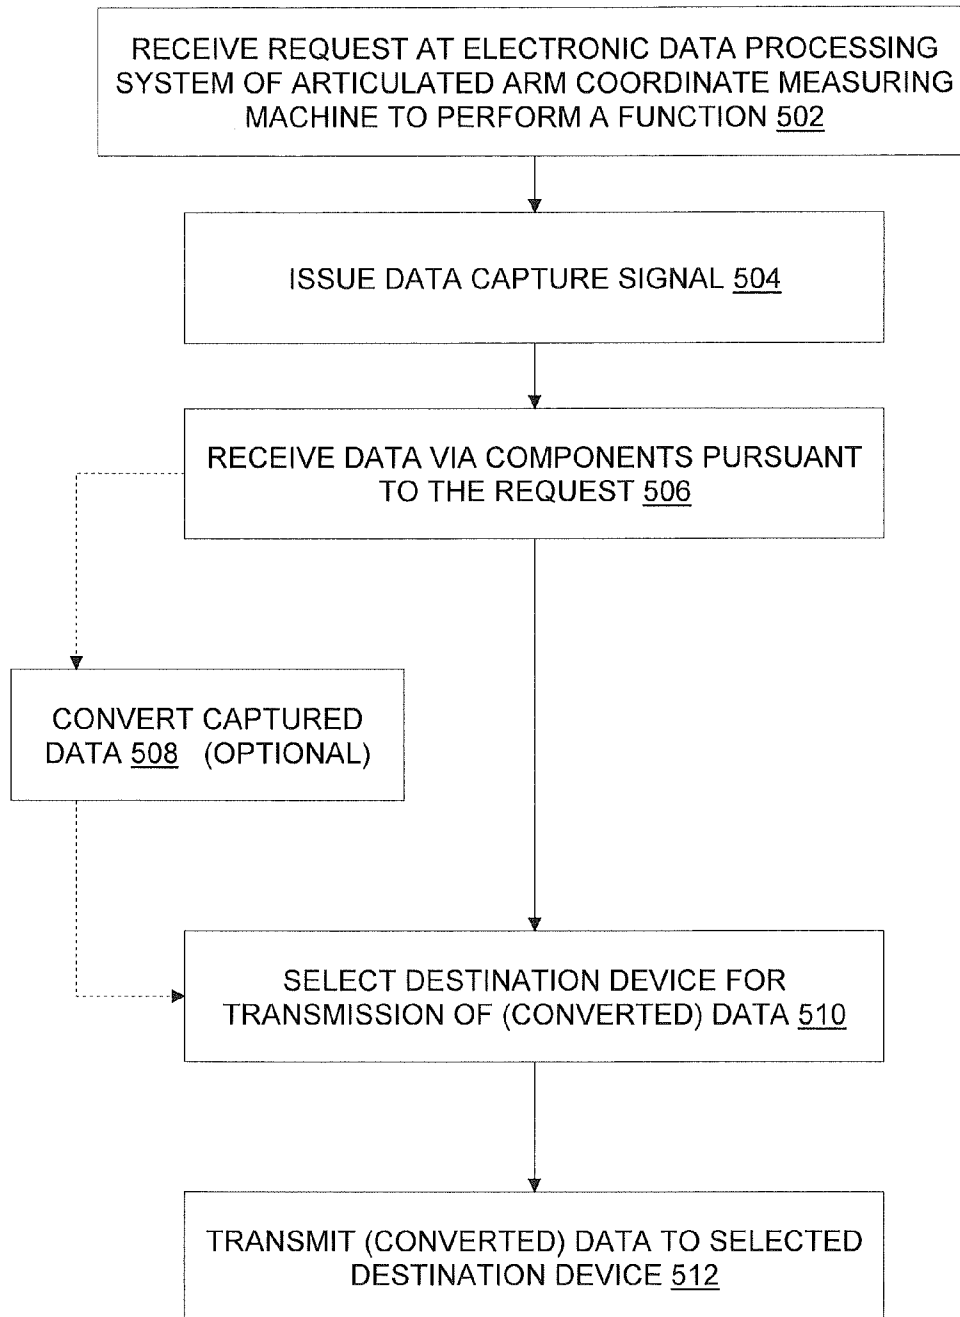 RECEIVE REQUEST AT ELECTRONIC DATA PROCESSING
SYSTEM OF ARTICULATED ARM COORDINATE MEASURING
MACHINE TO PERFORM A FUNCTION 502
ISSUE DATA CAPTURE SIGNAL 504
RECEIVE DATA VIA COMPONENTS PURSUANT
TO THE REQUEST 506
CONVERT CAPTURED
DATA 508 (OPTIONAL)
SELECT DESTINATION DEVICE FOR
TRANSMISSION OF (CONVERTED) DATA 510
TRANSMIT (CONVERTED) DATA TO SELECTED
DESTINATION DEVICE 512